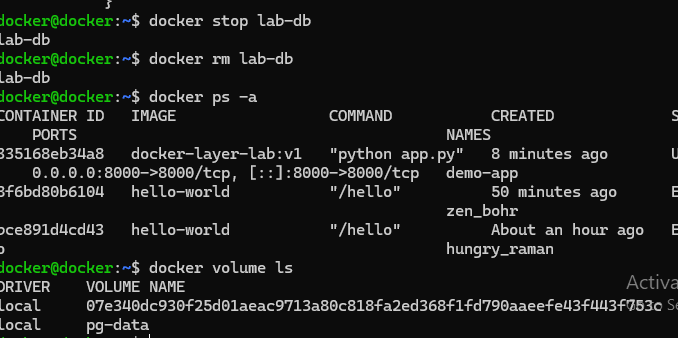 }
docker@docker:~$ docker stop lab-db
lab-db
docker@docker:~$ docker rm lab-db
lab-db
docker@docker:~$ docker ps -a
CONTAINER ID   IMAGE                 COMMAND           CREATED             S
PORTS                                       NAMES
335168eb34a8   docker-layer-lab:v1   "python app.py"   8 minutes ago       U
0.0.0.0:8000->8000/tcp, [::]:8000->8000/tcp   demo-app
3f6bd80b6104   hello-world           "/hello"          50 minutes ago      E
zen_bohr
bce891d4cd43   hello-world           "/hello"          About an hour ago   E
hungry_raman
docker@docker:~$ docker volume ls
DRIVER    VOLUME NAME
local     07e340dc930f25d01aeac9713a80c818fa2ed368f1fd790aaeefe43f443f753c
local     pg-data
Activa